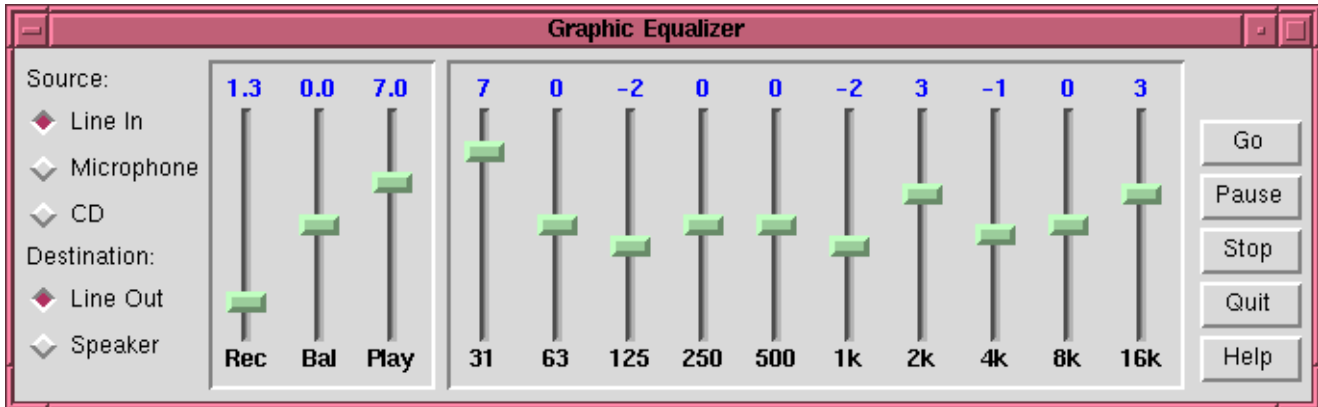 Graphic Equalizer
Source:
Line In
Microphone
CD
Destination:
Line Out
Speaker
1.3 0.0 7.0
Rec Bal Play
7 0 -2 0 0 -2 3 -1 0 3
31 63 125 250 500 1k 2k 4k 8k 16k
Go
Pause
Stop
Quit
Help